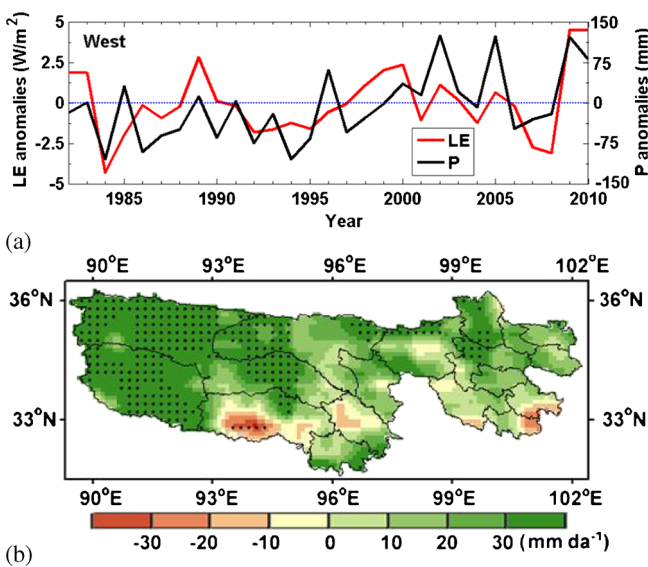 LE anomalies (W/m²)
5
2.5
0
-2.5
-5
West
LE
P
150
75
0
-75
-150
P anomalies (mm)
1985 1990 1995 2000 2005 2010
Year
(a)
90°E 93°E 96°E 99°E 102°E
36°N 36°N
33°N 33°N
90°E 93°E 96°E 99°E 102°E
-30 -20 -10 0 10 20 30 (mm da⁻¹)
(b)